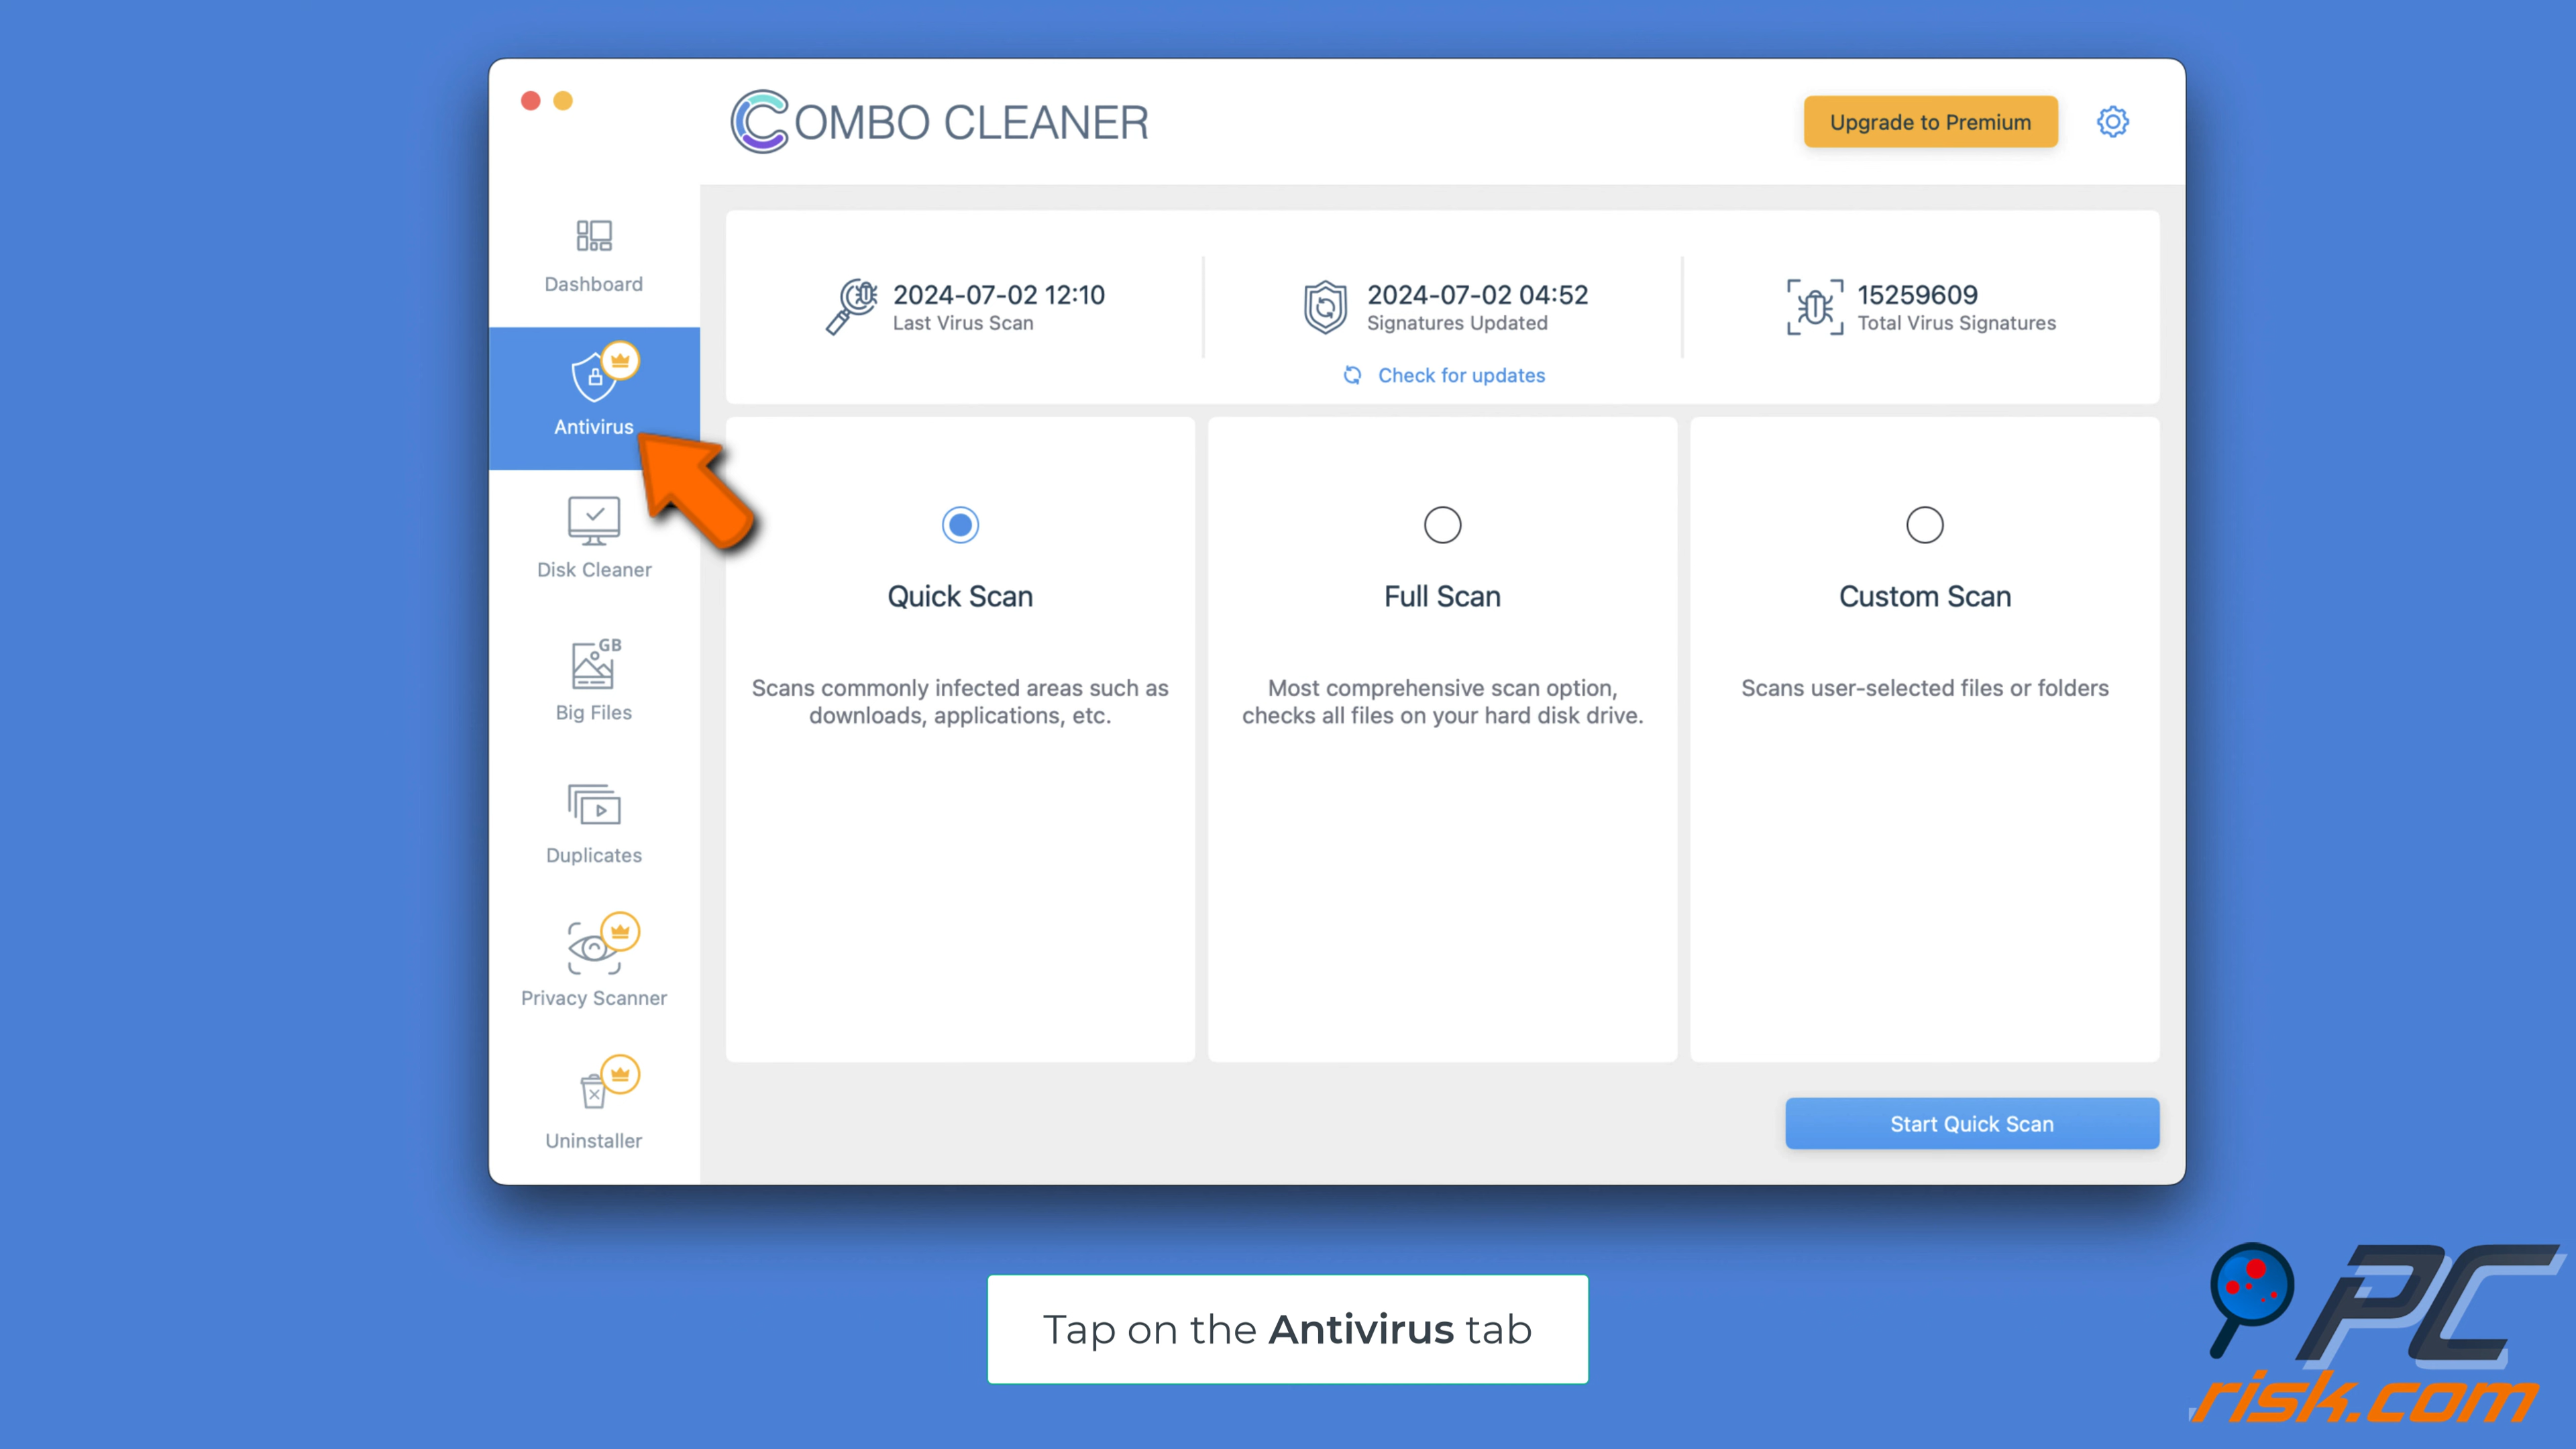 COMBO CLEANER
Upgrade to Premium
Dashboard
Antivirus
Disk Cleaner
GB
Big Files
Duplicates
Privacy Scanner
Uninstaller
2024-07-02 12:10
Last Virus Scan
2024-07-02 04:52
Signatures Updated
Check for updates
15259609
Total Virus Signatures
Quick Scan
Scans commonly infected areas such as
downloads, applications, etc.
Full Scan
Most comprehensive scan option,
checks all files on your hard disk drive.
Custom Scan
Scans user-selected files or folders
Start Quick Scan
Tap on the Antivirus tab
PC
risk.com